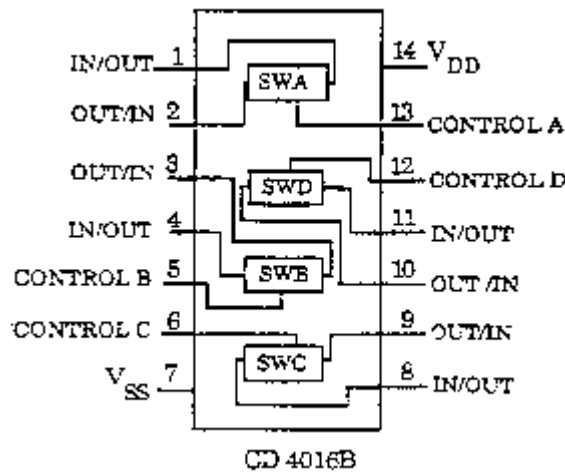 IN/OUT 1
SWA
14 VDD
OUT/IN 2
13 CONTROL A
OUT/IN 3
12 CONTROL D
SWD
IN/OUT 4
11 IN/OUT
CONTROL B 5
SWB
10 OUT /IN
CONTROL C 6
9 OUT/IN
SWC
VSS 7
8 IN/OUT
CD 4016B